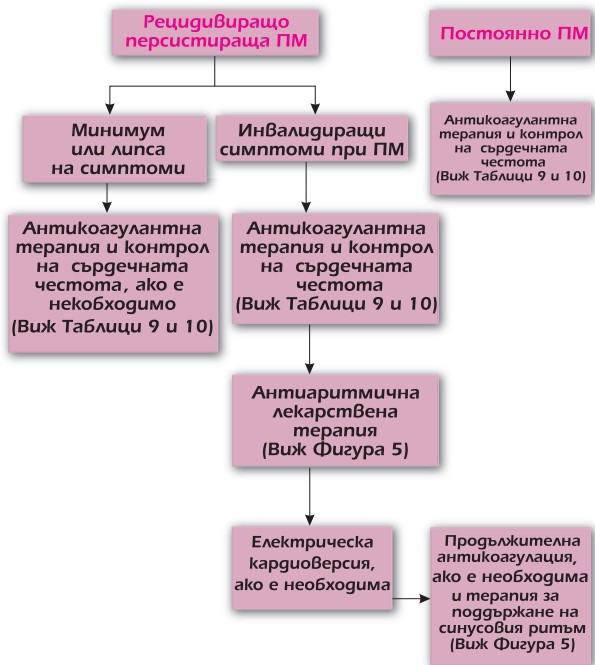 Рецидивиращо
персистираща ПМ
Постоянно ПМ
Минимум
или липса
на симптоми
Инвалидиращи
симптоми при ПМ
Антикоагулантна
терапия и контрол
на сърдечната
честота
(Виж Таблици 9 и 10)
Антикоагулантна
терапия и контрол
на сърдечната
честота, ако е
некобходимо
(Виж Таблици 9 и 10)
Антикоагулантна
терапия и контрол
на сърдечната
честота
(Виж Таблици 9 и 10)
Антиаритмична
лекарствена
терапия
(Виж Фигура 5)
Електрическа
кардиоверсия,
ако е необходима
Продължителна
антикоагулация,
ако е необходима
и терапия за
поддържане на
синусовия ритъм
(Виж Фигура 5)